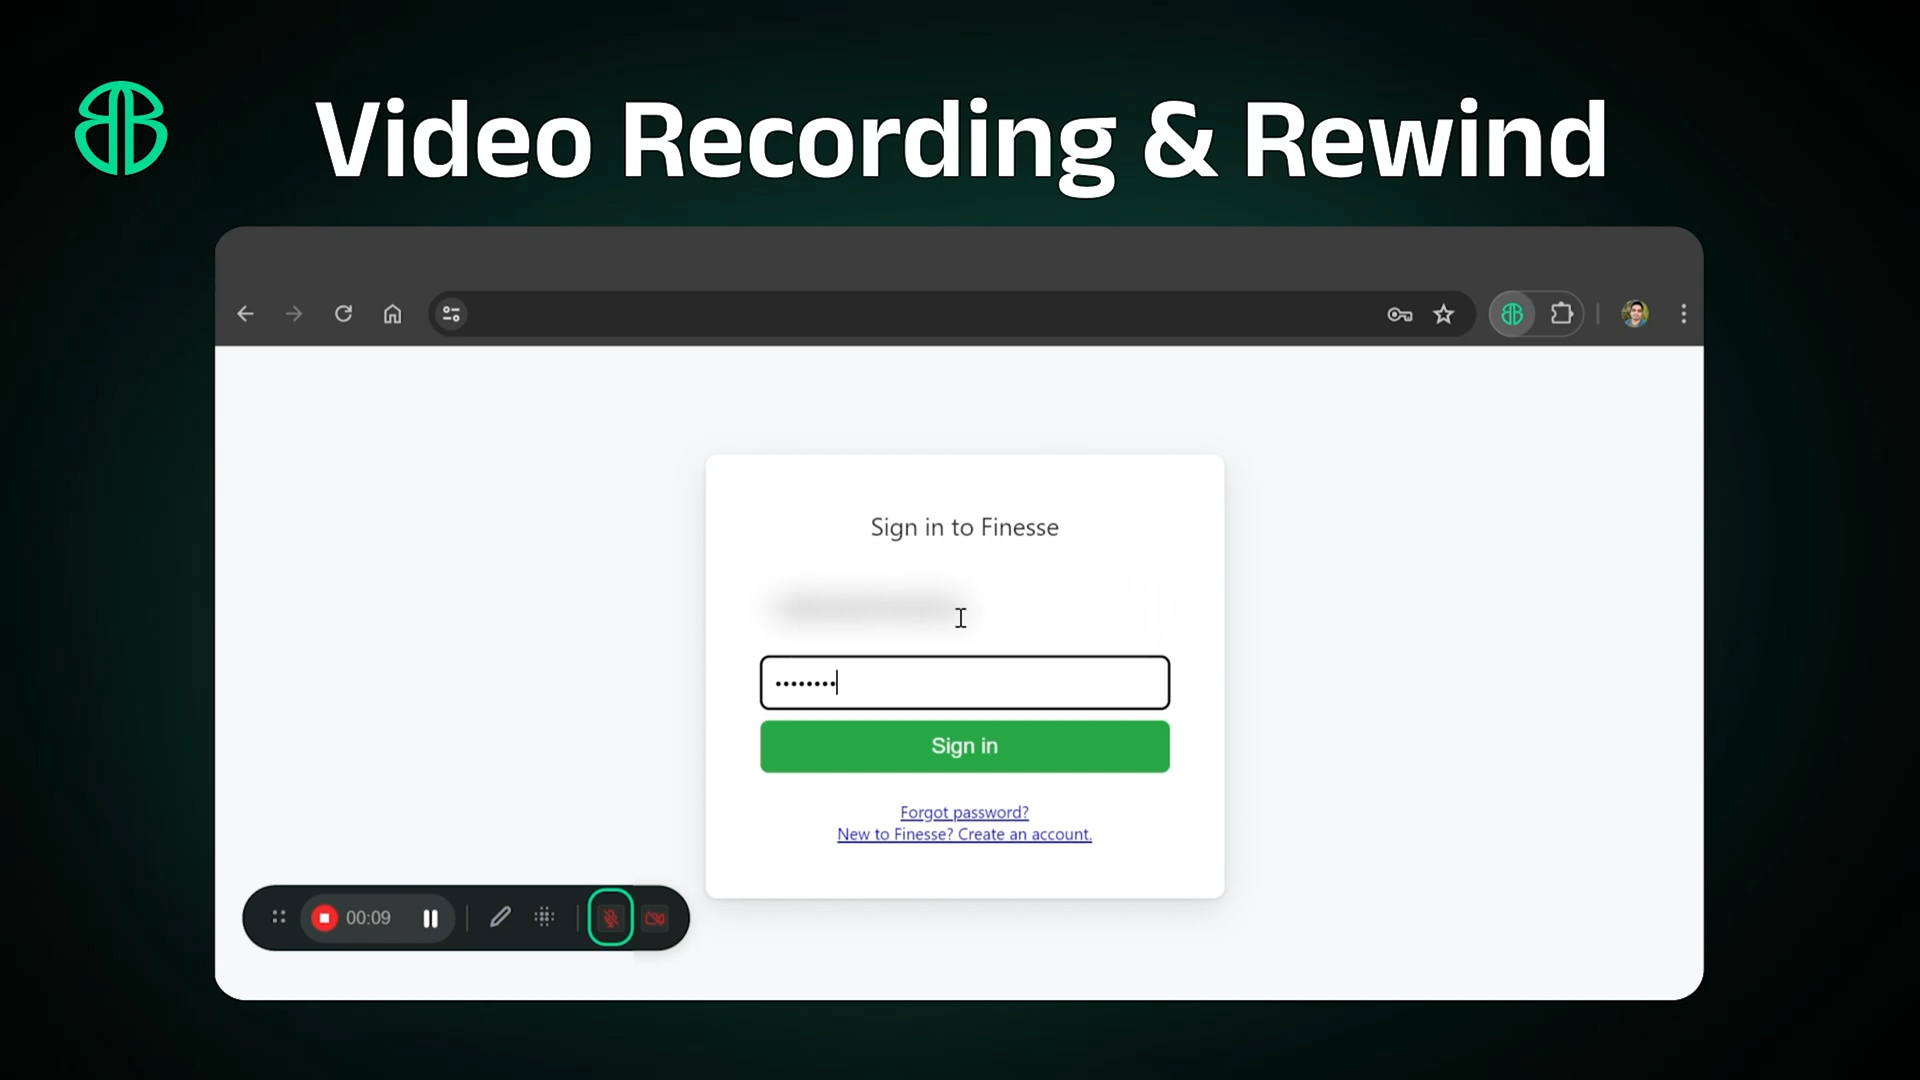 Video Recording & Rewind
Sign in to Finesse
••••••••
Sign in
Forgot password?
New to Finesse? Create an account.
00:09